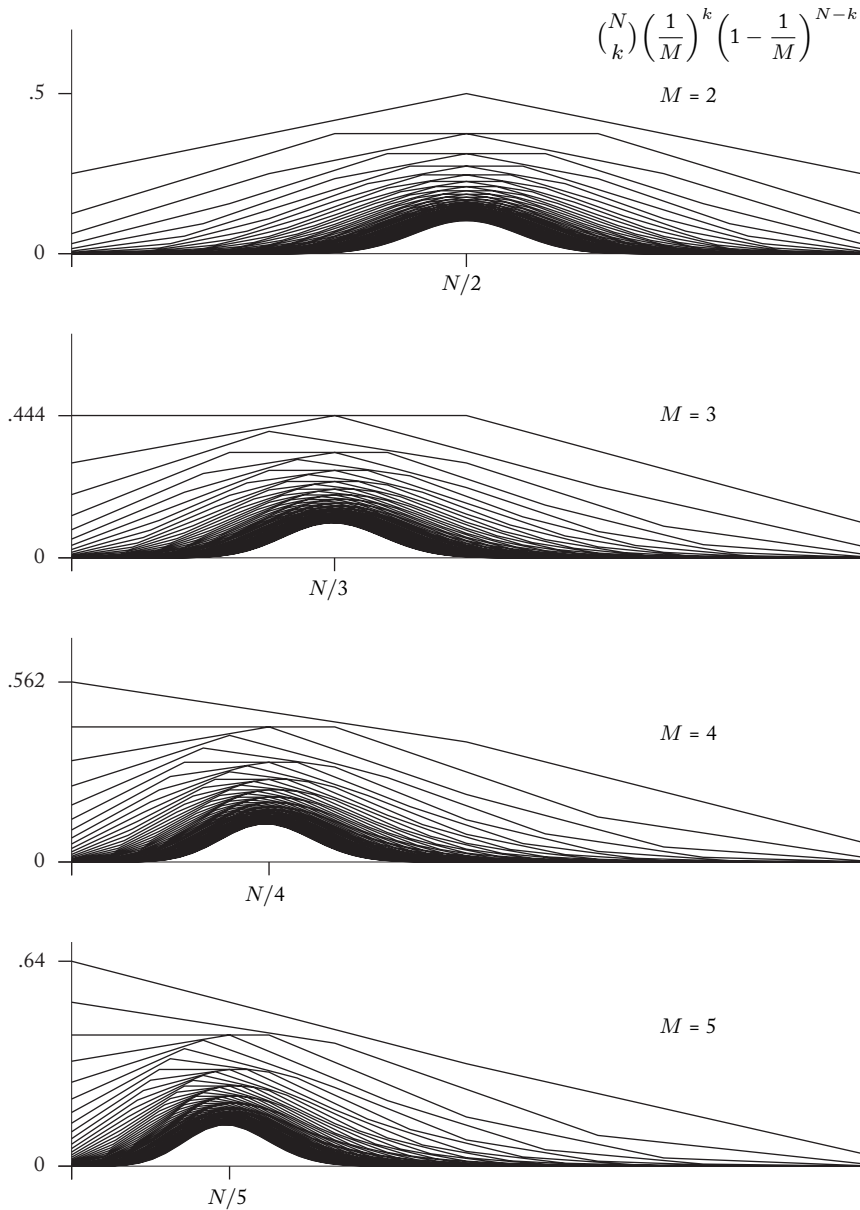 (N k)(1/M)^k(1 − 1/M)^{N−k}
M = 2
.5
0
N/2
M = 3
.444
0
N/3
M = 4
.562
0
N/4
M = 5
.64
0
N/5